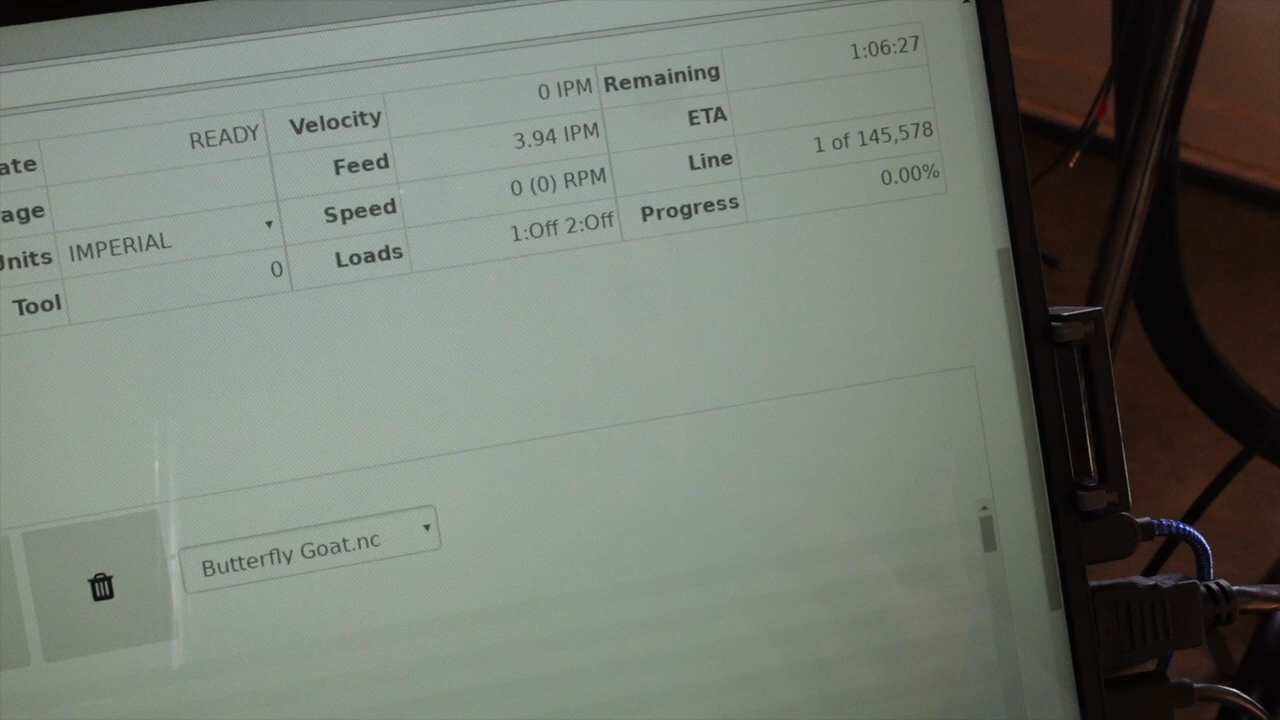 ate READY Velocity 0 IPM Remaining 1:06:27
age Feed 3.94 IPM ETA
Units IMPERIAL Speed 0 (0) RPM Line 1 of 145,578
Tool 0 Loads 1:Off 2:Off Progress 0.00%
Butterfly Goat.nc